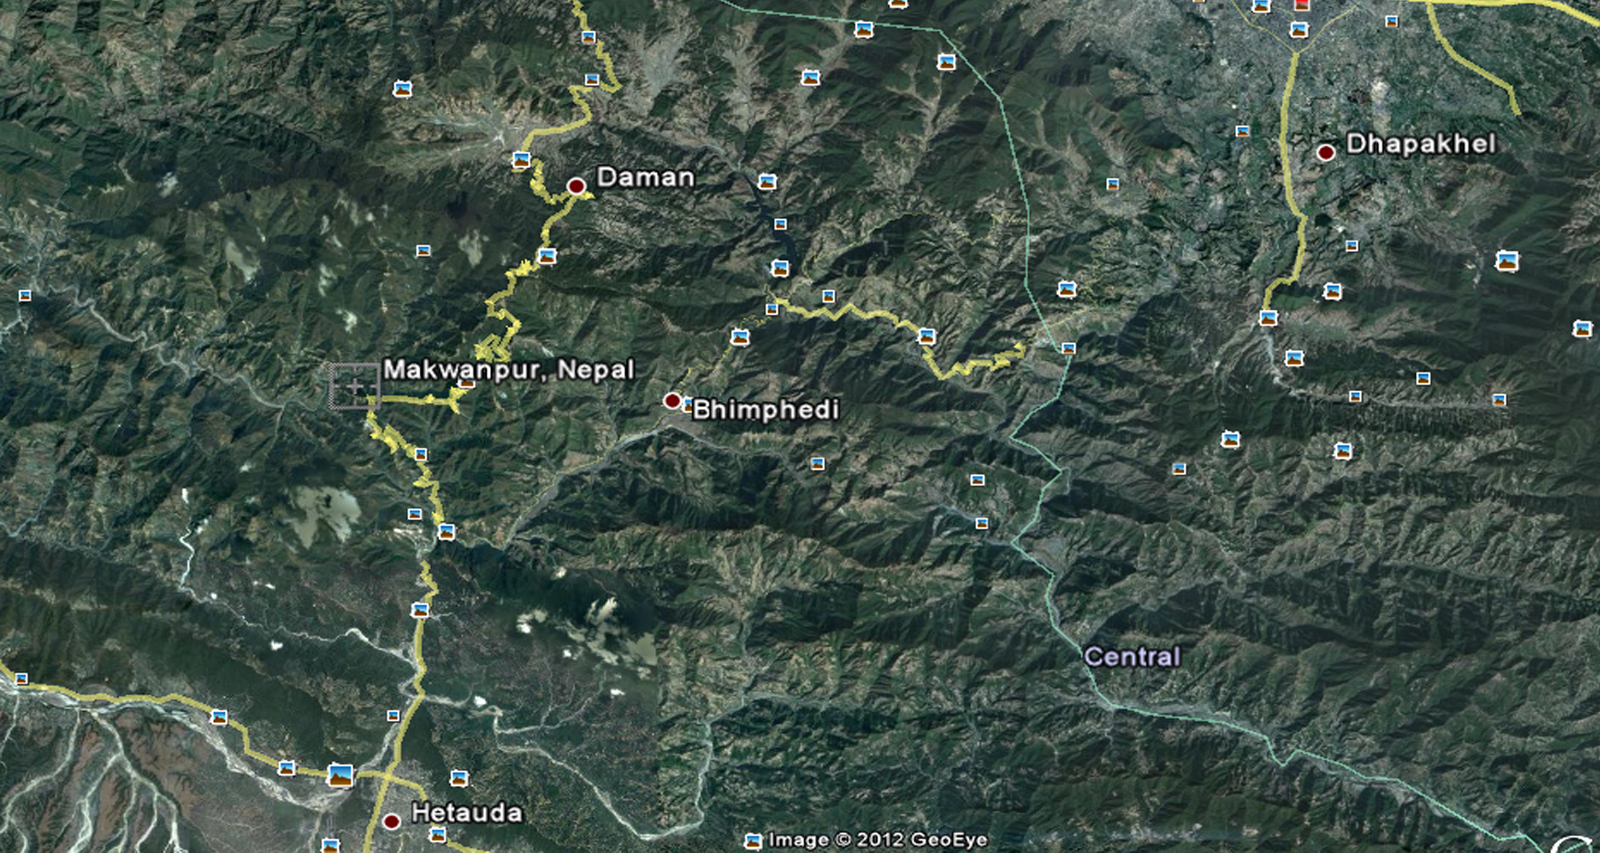 Dhapakhel
Daman
Makwanpur, Nepal
Bhimphedi
Central
Hetauda
Image © 2012 GeoEye